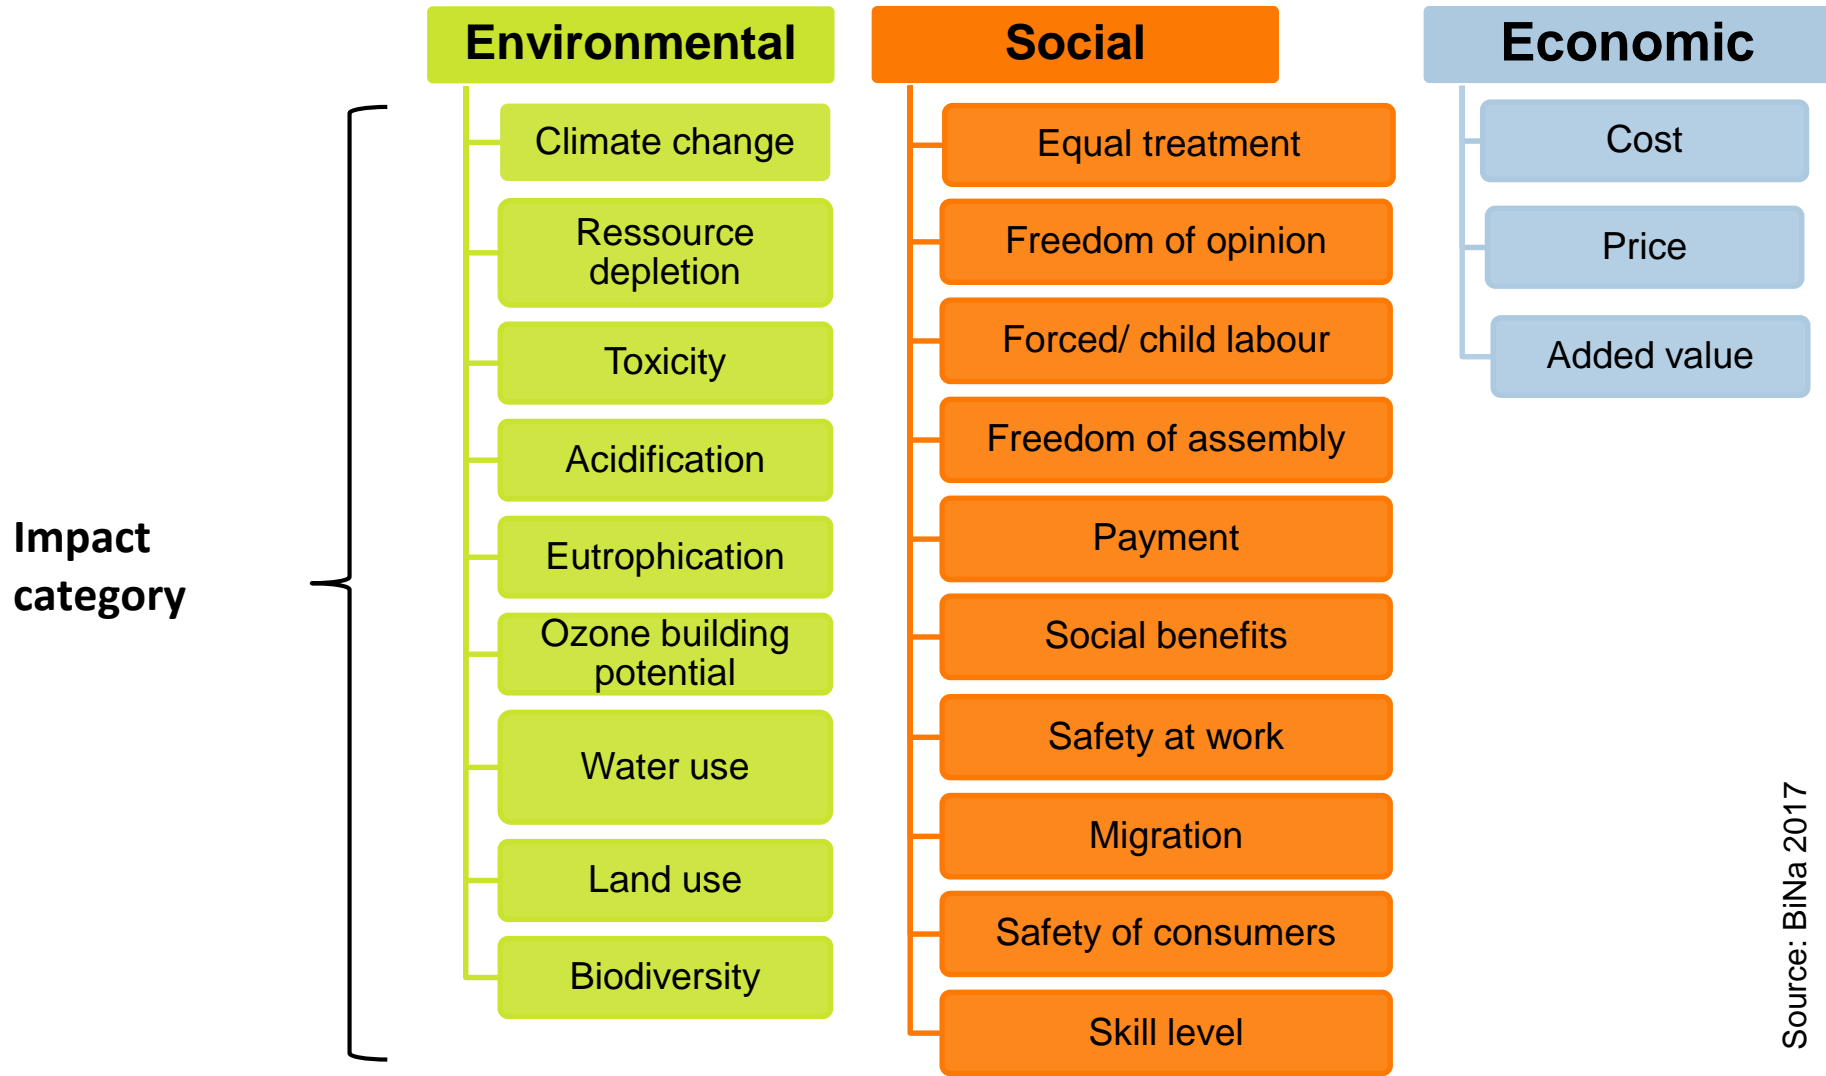 Environmental
Social
Economic
Impact
category
Climate change
Ressource
depletion
Toxicity
Acidification
Eutrophication
Ozone building
potential
Water use
Land use
Biodiversity
Equal treatment
Freedom of opinion
Forced/ child labour
Freedom of assembly
Payment
Social benefits
Safety at work
Migration
Safety of consumers
Skill level
Cost
Price
Added value
Source: BiNa 2017